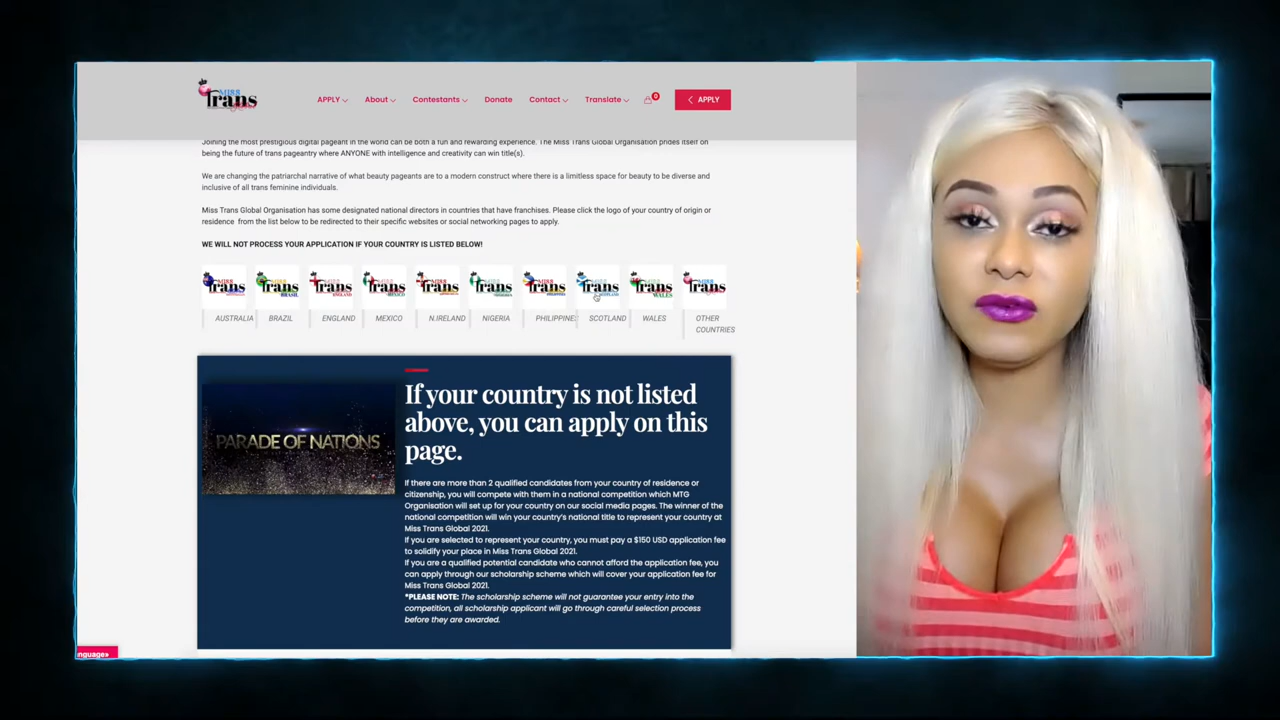 MISS
Trans
APPLY
About
Contestants
Donate
Contact
Translate
0
APPLY
Joining the most prestigious digital pageant in the world can be both a fun and rewarding experience. The Miss Trans Global Organisation prides itself on
being the future of trans pageantry where ANYONE with intelligence and creativity can win title(s).
We are changing the patriarchal narrative of what beauty pageants are to a modern construct where there is a limitless space for beauty to be diverse and
inclusive of all trans feminine individuals.
Miss Trans Global Organisation has some designated national directors in countries that have franchises. Please click the logo of your country of origin or
residence from the list below to be redirected to their specific websites or social networking pages to apply.
WE WILL NOT PROCESS YOUR APPLICATION IF YOUR COUNTRY IS LISTED BELOW!
Trans Trans Trans Trans Trans Trans Trans Trans Trans Trans
AUSTRALIA BRAZIL ENGLAND MEXICO N.IRELAND NIGERIA PHILIPPINE SCOTLAND WALES OTHER
COUNTRIES
PARADE OF NATIONS
If your country is not listed
above, you can apply on this
page.
If there are more than 2 qualified candidates from your country of residence or
citizenship, you will compete with them in a national competition which MTG
Organisation will set up for your country on our social media pages. The winner of the
national competition will win your country's national title to represent your country at
Miss Trans Global 2021.
If you are selected to represent your country, you must pay a $150 USD application fee
to solidify your place in Miss Trans Global 2021.
If you are a qualified potential candidate who cannot afford the application fee, you
can apply through our scholarship scheme which will cover your application fee for
Miss Trans Global 2021.
*PLEASE NOTE: The scholarship scheme will not guarantee your entry into the
competition, all scholarship applicant will go through careful selection process
before they are awarded.
nguage»